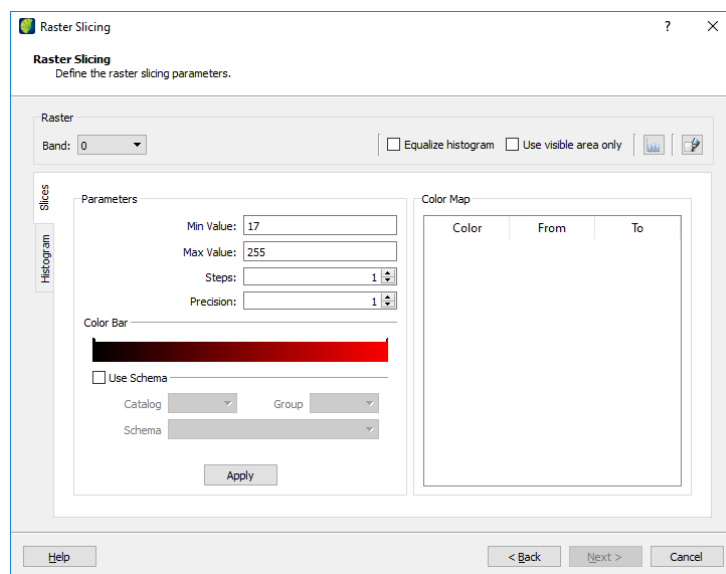 Raster Slicing
?
Raster Slicing
Define the raster slicing parameters.
Raster
Band: 0
Equalize histogram
Use visible area only
Slices
Histogram
Parameters
Min Value: 17
Max Value: 255
Steps: 1
Precision: 1
Color Bar
Use Schema
Catalog
Group
Schema
Apply
Color Map
Color From To
Help
< Back
Next >
Cancel